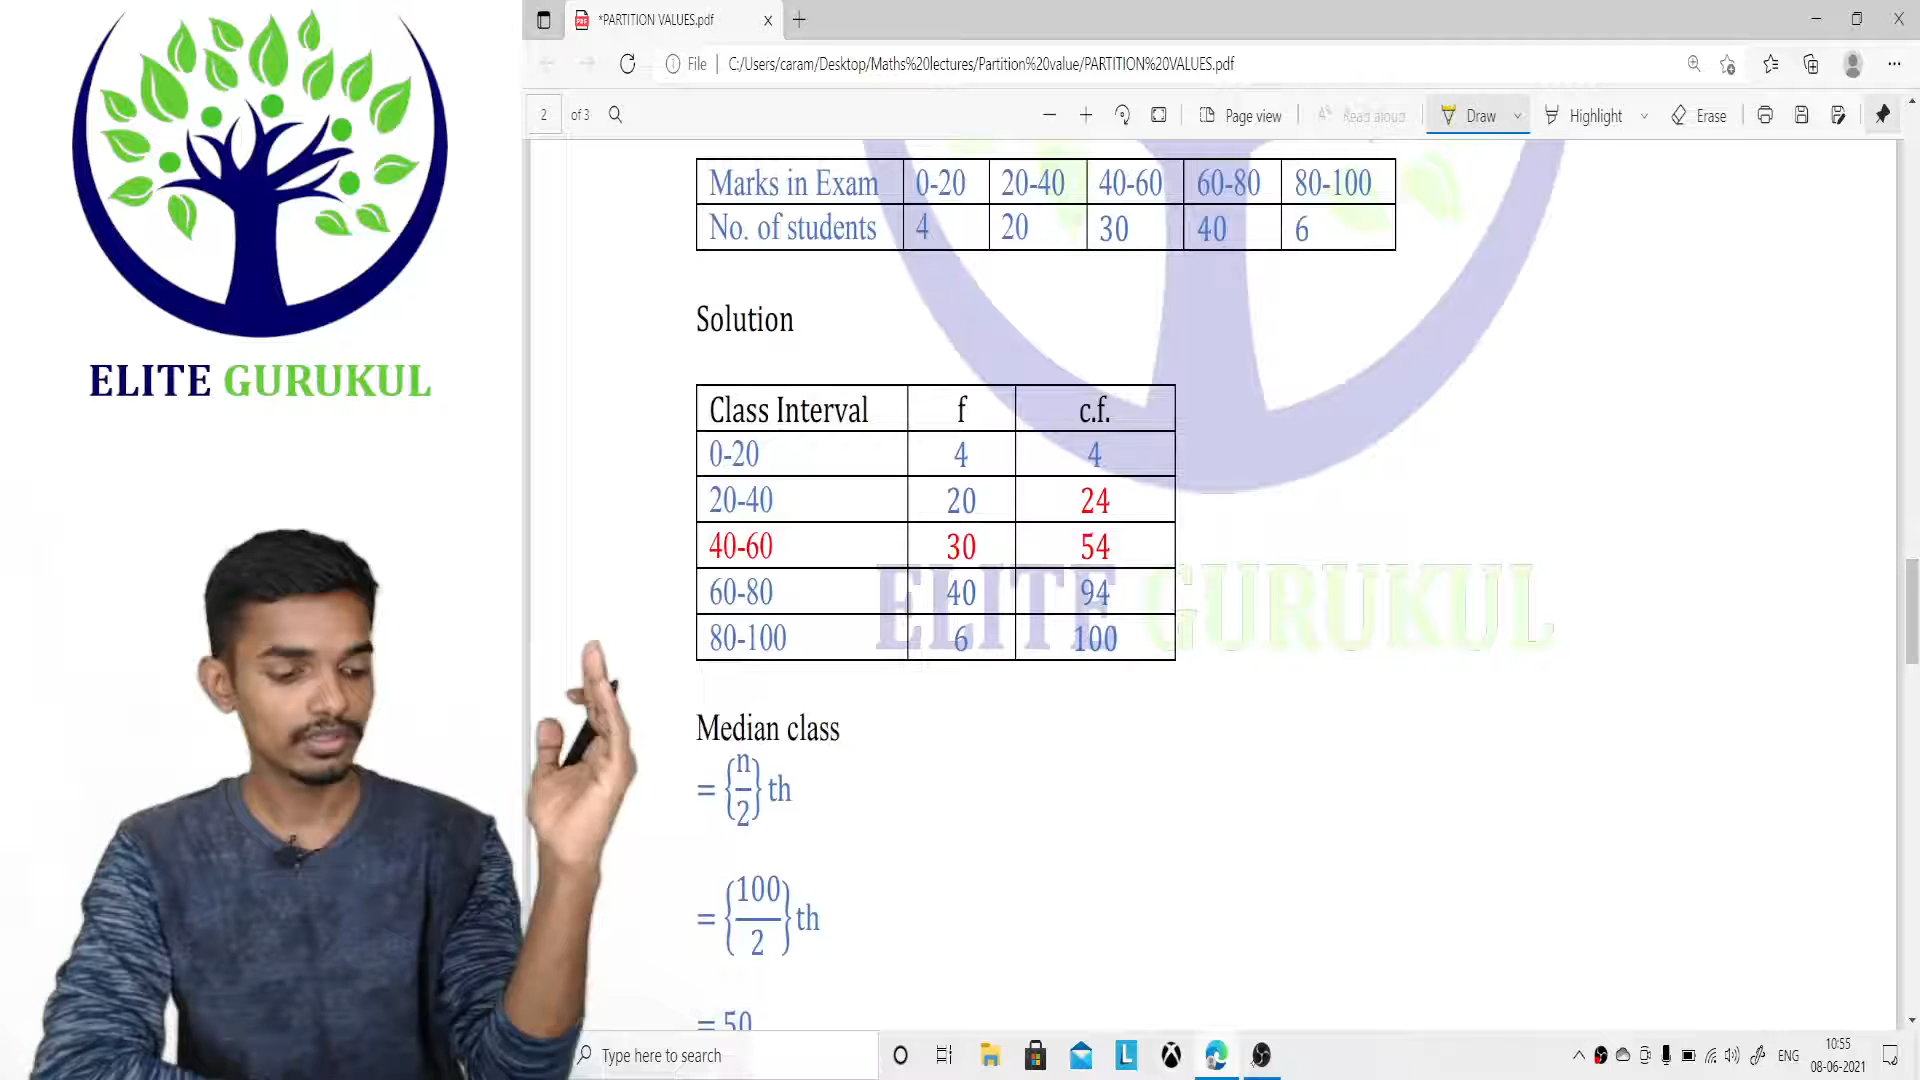 *PARTITION VALUES.pdf
File C:/Users/caram/Desktop/Maths%20lectures/Partition%20value/PARTITION%20VALUES.pdf
2 of 3 Page view Read aloud Draw Highlight Erase
ELITE GURUKUL
Marks in Exam 0-20 20-40 40-60 60-80 80-100
No. of students 4 20 30 40 6
Solution
Class Interval f c.f.
0-20 4 4
20-40 20 24
40-60 30 54
60-80 40 94
80-100 6 100
ELITE GURUKUL
Median class
= {n/2} th
= {100/2} th
= 50
Type here to search
ENG
10:55
08-06-2021